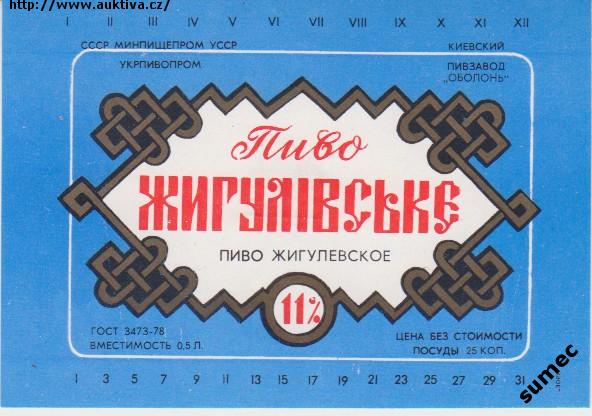 http://www.auktiva.cz/
I II III IV V VI VII VIII IX X XI XII
СССР МИНПИЩЕПРОМ УССР
УКРПИВОПРОМ
КИЕВСКИЙ
ПИВЗАВОД
„ОБОЛОНЬ"
Пиво
ЖИГУЛІВСЬКЕ
ПИВО ЖИГУЛЕВСКОЕ
11%
ГОСТ 3473-78
ВМЕСТИМОСТЬ 0,5 Л.
ЦЕНА БЕЗ СТОИМОСТИ
ПОСУДЫ 25 КОП.
1 3 5 7 9 11 13 15 17 19 21 23 25 27 29 31
sumec